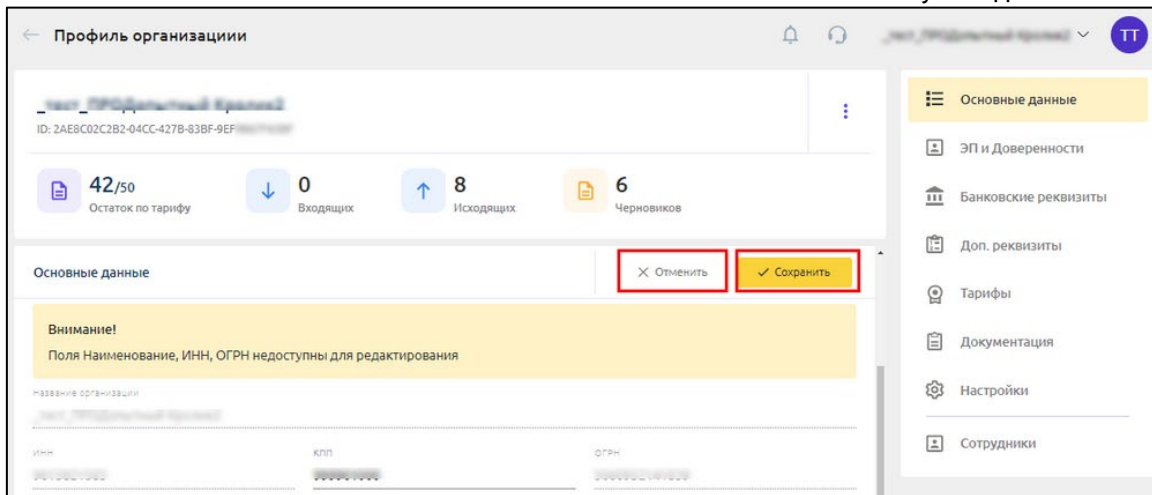 Профиль организациии
ТТ
ID: 2AE8C02C2B2-04CC-427B-83BF-9EF
42/50
Остаток по тарифу
0
Входящих
8
Исходящих
6
Черновиков
Основные данные
Отменить
Сохранить
Внимание!
Поля Наименование, ИНН, ОГРН недоступны для редактирования
Название организации
ИНН
КПП
ОГРН
Основные данные
ЭП и Доверенности
Банковские реквизиты
Доп. реквизиты
Тарифы
Документация
Настройки
Сотрудники